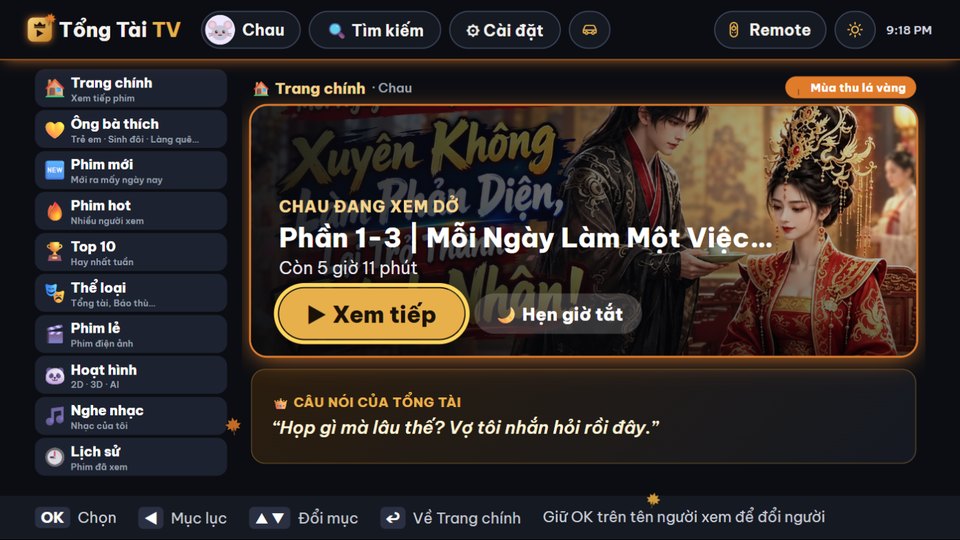 Tổng Tài TV
Chau
Tìm kiếm
Cài đặt
Remote
9:18 PM
Trang chính
Xem tiếp phim
Ông bà thích
Trẻ em · Sinh đôi · Làng quê...
NEW
Phim mới
Mới ra mấy ngày nay
Phim hot
Nhiều người xem
Top 10
Hay nhất tuần
Thể loại
Tổng tài, Báo thù...
Phim lẻ
Phim điện ảnh
Hoạt hình
2D · 3D · AI
Nghe nhạc
Nhạc của tôi
Lịch sử
Phim đã xem
Trang chính · Chau
Mùa thu lá vàng
Xuyên Không
Làm Phản Diện,
CHAU ĐANG XEM DỞ
Phần 1-3 | Mỗi Ngày Làm Một Việc...
Còn 5 giờ 11 phút
Nhân!
Xem tiếp
Hẹn giờ tắt
CÂU NÓI CỦA TỔNG TÀI
“Họp gì mà lâu thế? Vợ tôi nhắn hỏi rồi đây.”
OK Chọn
Mục lục
Đổi mục
Về Trang chính
Giữ OK trên tên người xem để đổi người